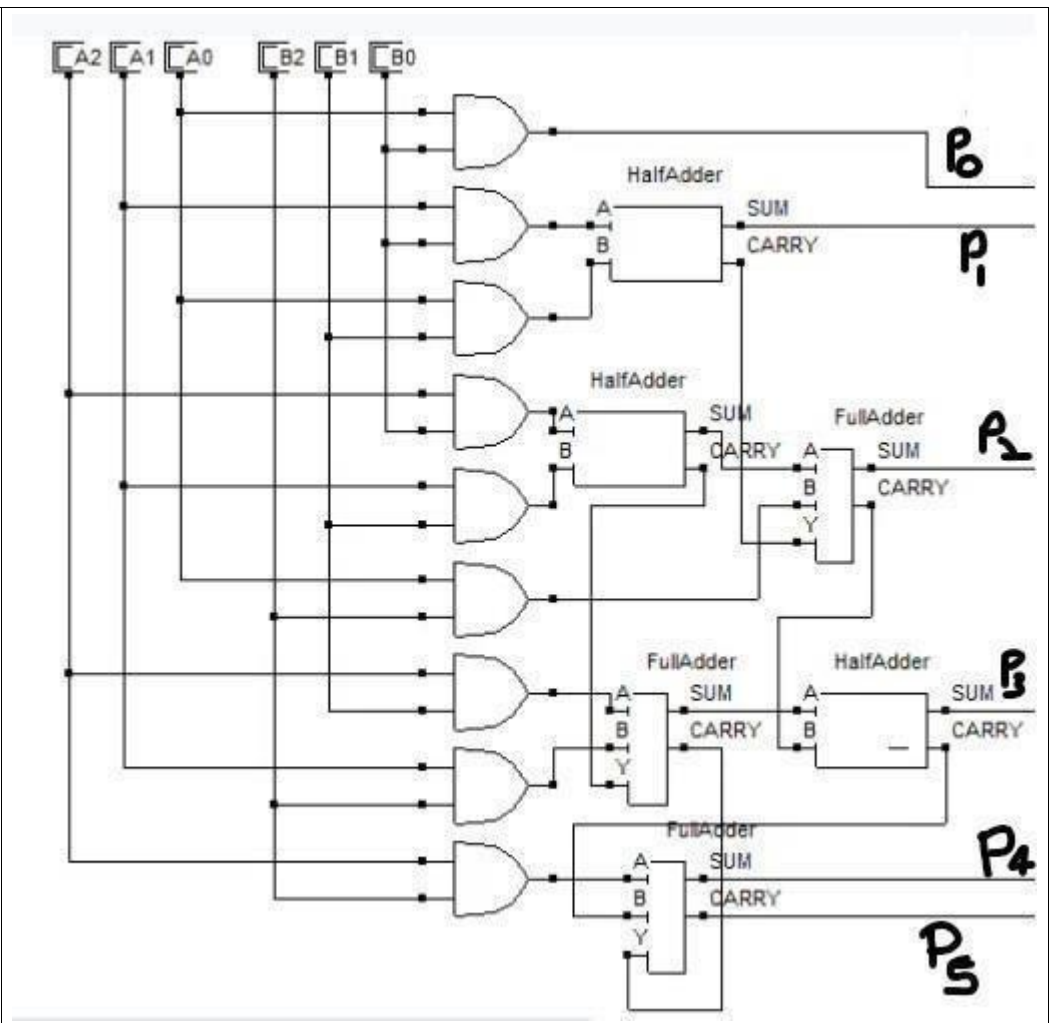 A2 A1 A0 B2 B1 B0
P0
HalfAdder
A SUM
B CARRY
P1
HalfAdder
A SUM
B CARRY
FullAdder
A SUM
B CARRY
Y
P2
FullAdder
A SUM
B CARRY
Y
HalfAdder
A SUM
B CARRY
P3
FullAdder
A SUM
B CARRY
Y
P4
P5